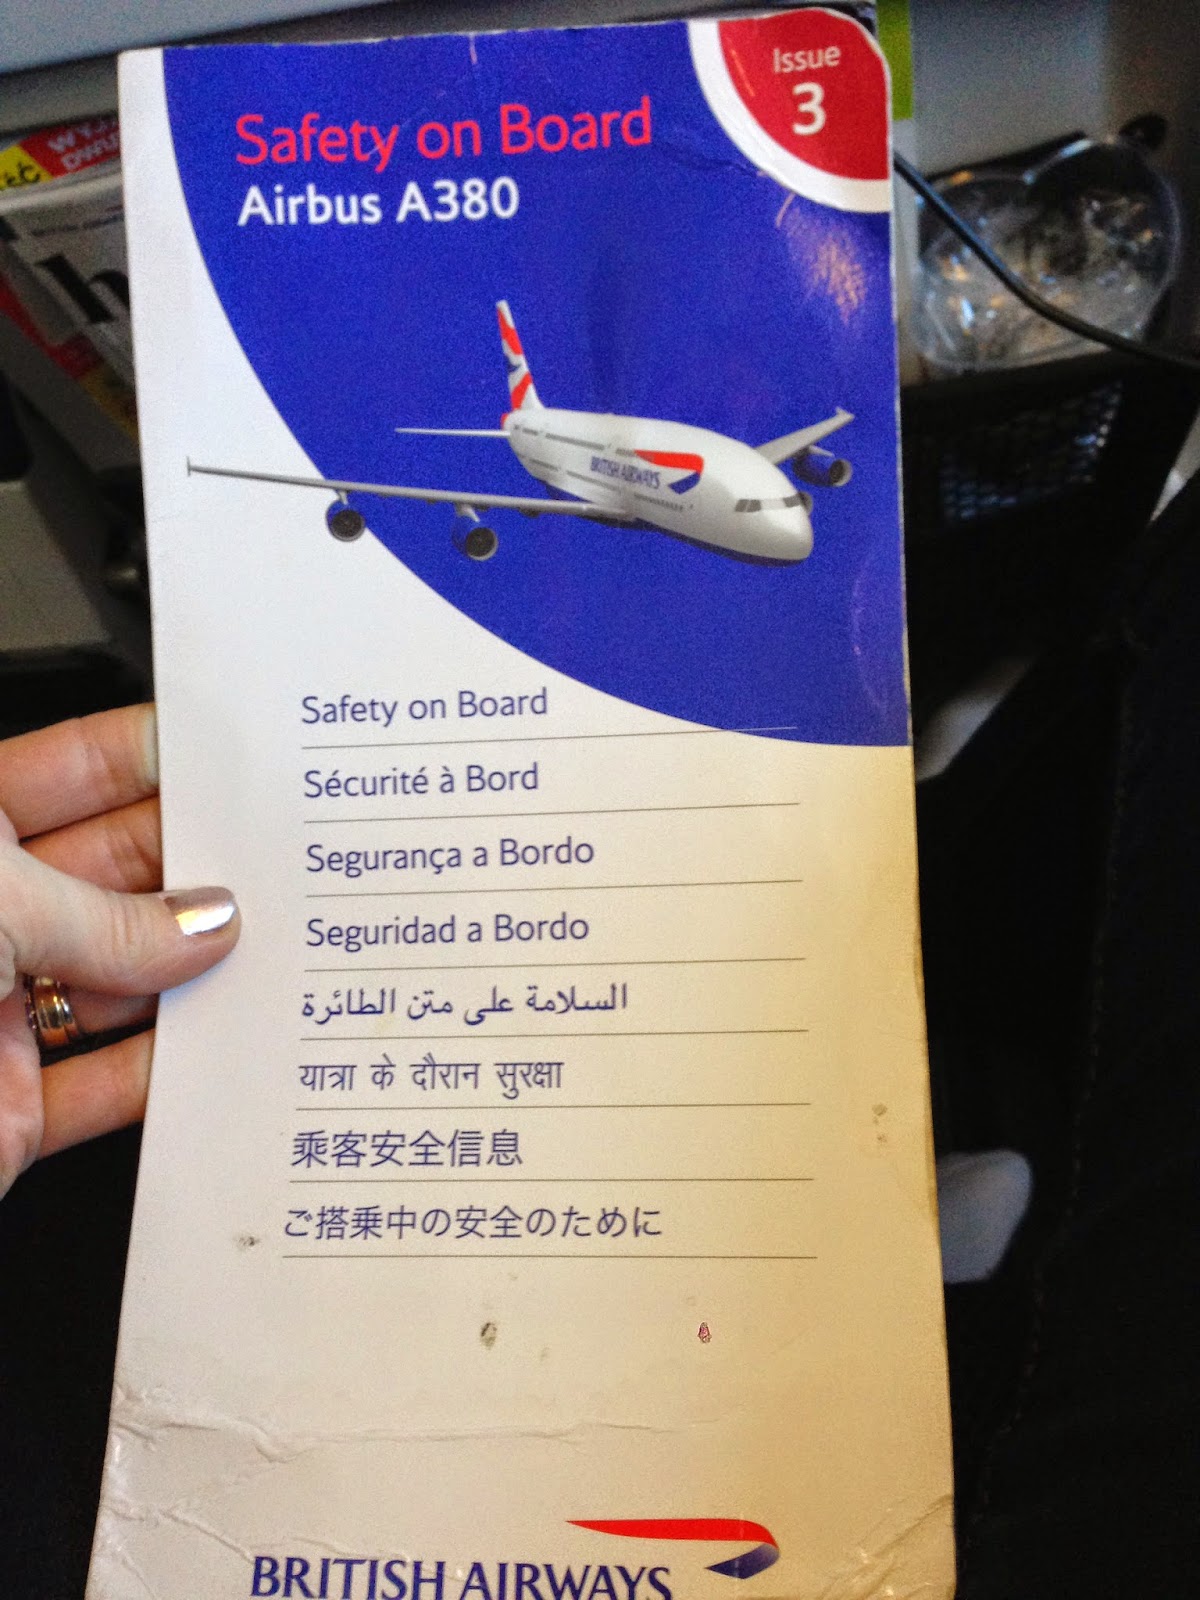 Issue
3
Safety on Board
Airbus A380
BRITISH AIRWAYS
Safety on Board
Sécurité à Bord
Segurança a Bordo
Seguridad a Bordo
السلامة على متن الطائرة
यात्रा के दौरान सुरक्षा
乘客安全信息
ご搭乗中の安全のために
BRITISH AIRWAYS